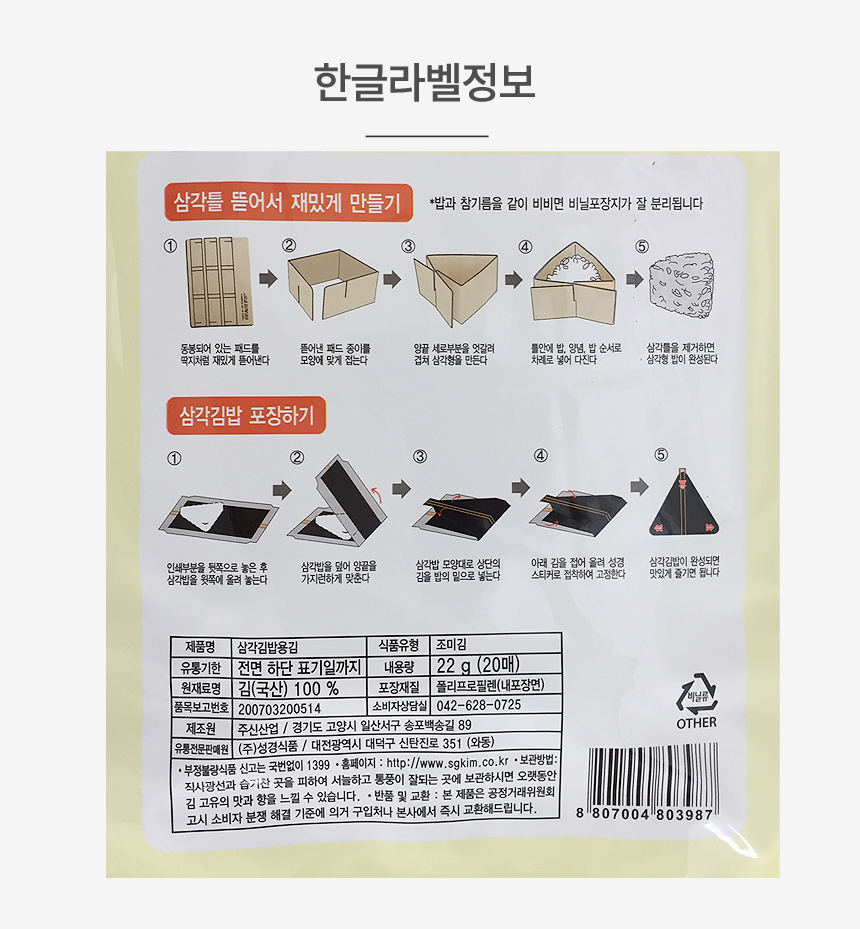 한글라벨정보
삼각틀 뜯어서 재밌게 만들기
*밥과 참기름을 같이 비비면 비닐포장지가 잘 분리됩니다
① ② ③ ④ ⑤
동봉되어 있는 패드를
딱지처럼 재밌게 뜯어낸다
뜯어낸 패드 종이를
모양에 맞게 접는다
양끝 세로부분을 엇갈려
겹쳐 삼각형을 만든다
틀안에 밥, 양념, 밥 순서로
차례로 넣어 다진다
삼각틀을 제거하면
삼각형 밥이 완성된다
삼각김밥 포장하기
① ② ③ ④ ⑤
인쇄부분을 뒷쪽으로 놓은 후
삼각밥을 윗쪽에 올려 놓는다
삼각밥을 덮어 양끝을
가지런하게 맞춘다
삼각밥 모양대로 상단의
김을 밥의 밑으로 넣는다
아래 김을 접어 올려 성경
스티커로 접착하여 고정한다
삼각김밥이 완성되면
맛있게 즐기면 됩니다
제품명 삼각김밥용김 식품유형 조미김
유통기한 전면 하단 표기일까지 내용량 22 g (20매)
원재료명 김(국산) 100 % 포장재질 폴리프로필렌(내포장면)
품목보고번호 200703200514 소비자상담실 042-628-0725
제조원 주신산업 / 경기도 고양시 일산서구 송포백송길 89
유통전문판매원 (주)성경식품 / 대전광역시 대덕구 신탄진로 351 (와동)
• 부정불량식품 신고는 국번없이 1399 • 홈페이지 : http://www.sgkim.co.kr • 보관방법:
직사광선과 습기찬 곳을 피하여 서늘하고 통풍이 잘되는 곳에 보관하시면 오랫동안
김 고유의 맛과 향을 느낄 수 있습니다. • 반품 및 교환 : 본 제품은 공정거래위원회
고시 소비자 분쟁 해결 기준에 의거 구입처나 본사에서 즉시 교환해드립니다.
비닐류
OTHER
8 807004 803987